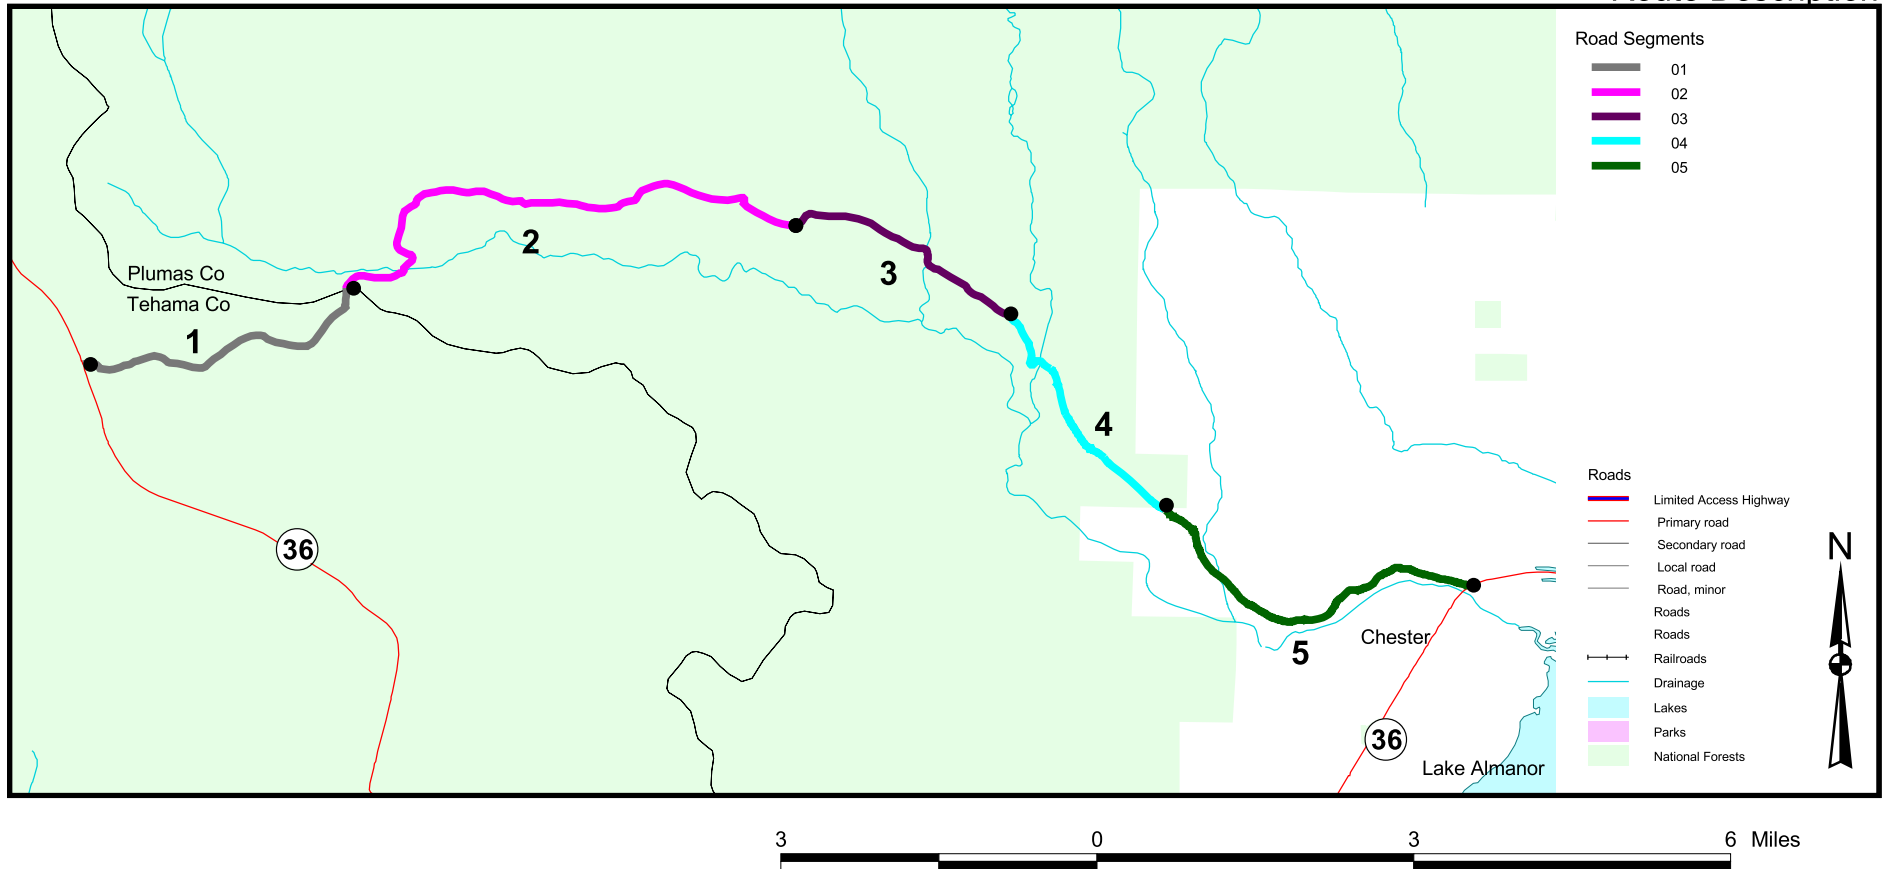 Route Description
Road Segments
01
02
03
04
05
2
3
Plumas Co
Tehama Co
1
4
36
5
Chester
36
Lake Almanor
Roads
Limited Access Highway
Primary road
Secondary road
Local road
Road, minor
Roads
Roads
Railroads
Drainage
Lakes
Parks
National Forests
N
3 0 3 6 Miles